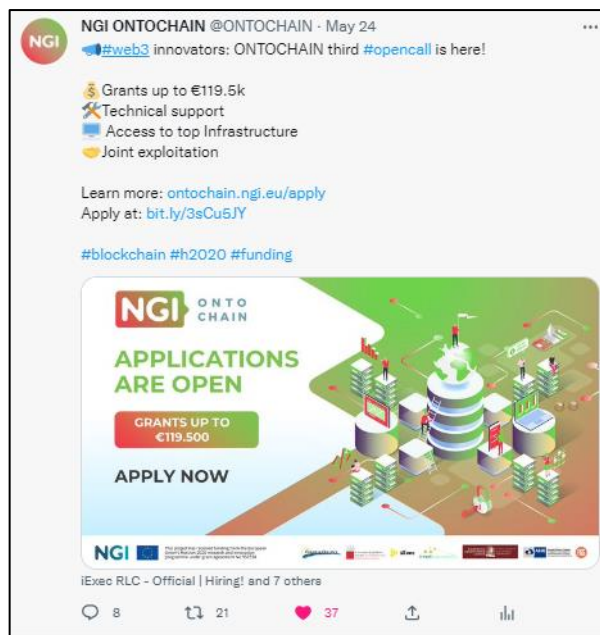 NGI ONTOCHAIN @ONTOCHAIN · May 24
NGI
📢#web3 innovators: ONTOCHAIN third #opencall is here!
💰Grants up to €119.5k
🛠Technical support
🖥 Access to top Infrastructure
🤝Joint exploitation
Learn more: ontochain.ngi.eu/apply
Apply at: bit.ly/3sCu5JY
#blockchain #h2020 #funding
NGI ONTO
CHAIN
APPLICATIONS
ARE OPEN
GRANTS UP TO
€119.500
APPLY NOW
NGI
iExec RLC - Official | Hiring! and 7 others
8 21 37